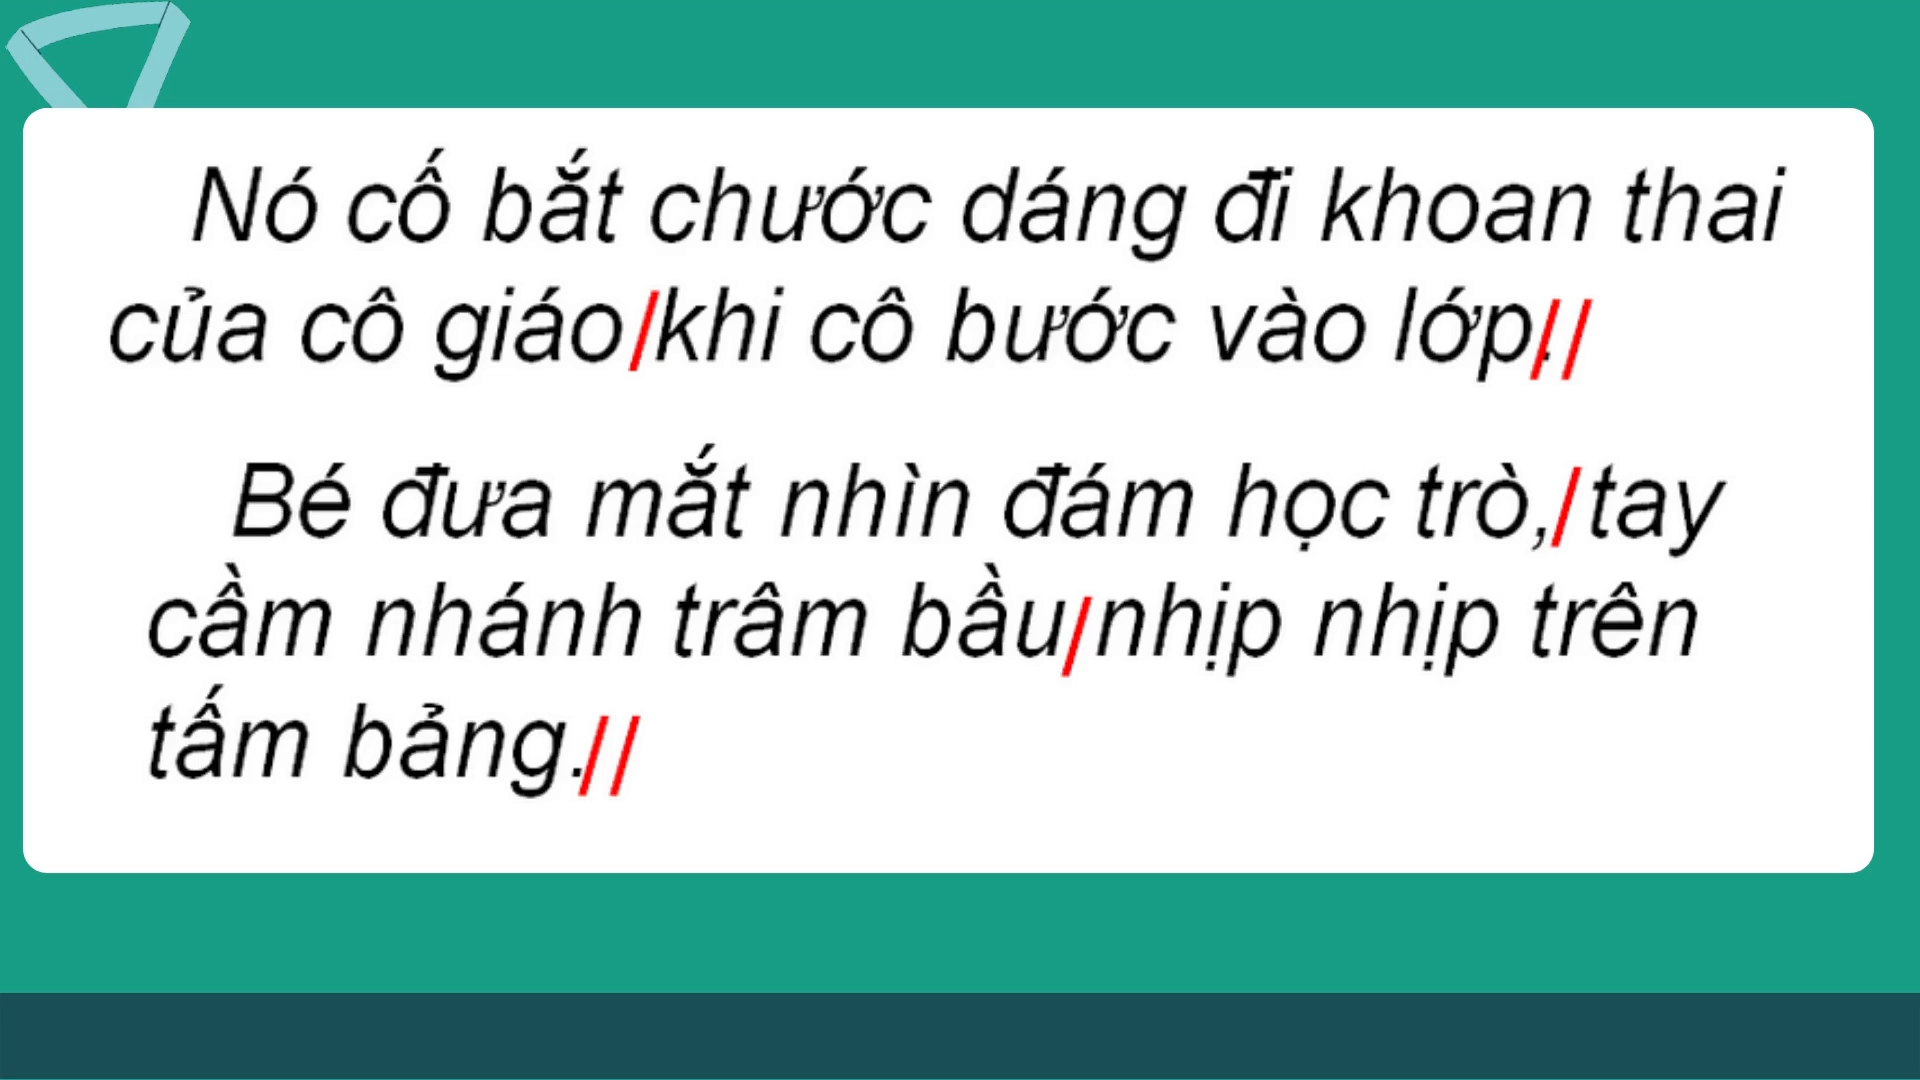 Nó cố bắt chước dáng đi khoan thai
của cô giáo/khi cô bước vào lớp.//
Bé đưa mắt nhìn đám học trò,/tay
cầm nhánh trâm bầu/nhịp nhịp trên
tấm bảng.//